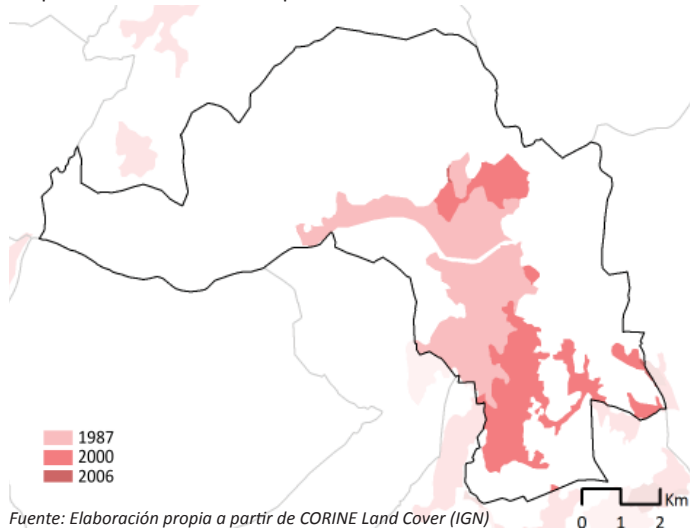 1987
2000
2006
Km
0 1 2
Fuente: Elaboración propia a partir de CORINE Land Cover (IGN)